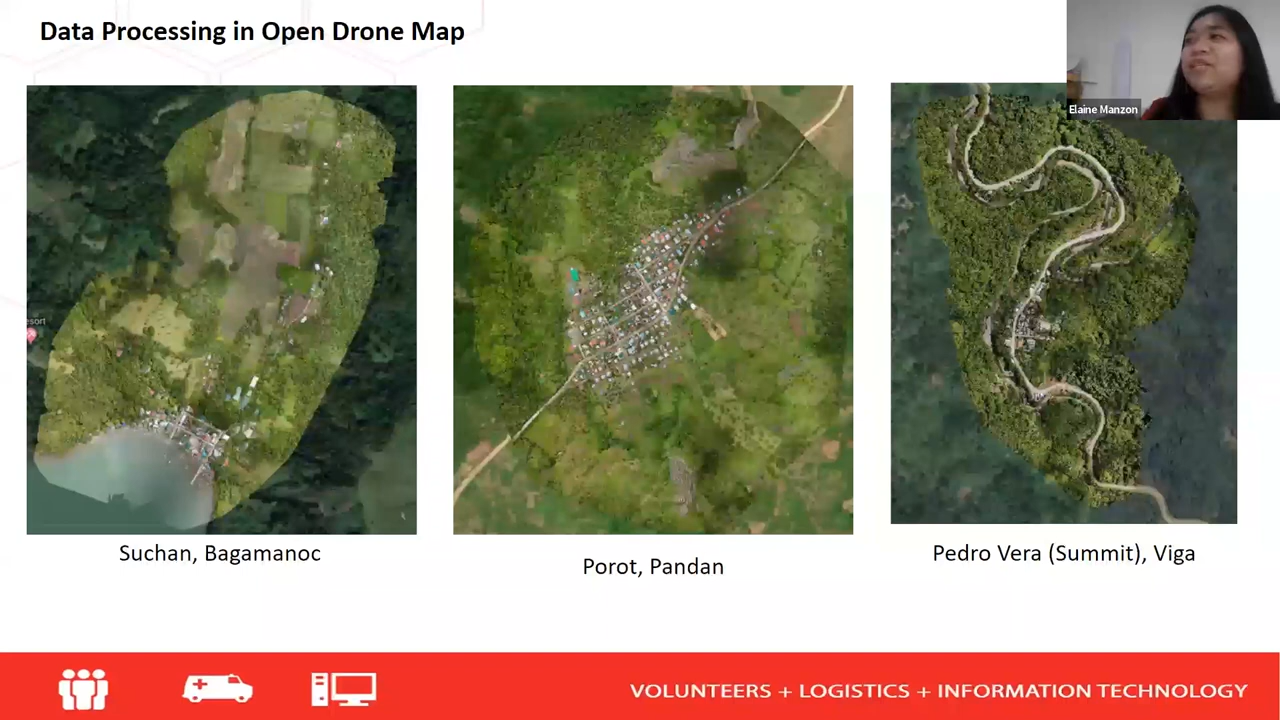 Data Processing in Open Drone Map
Elaine Manzon
sort
Suchan, Bagamanoc
Porot, Pandan
Pedro Vera (Summit), Viga
VOLUNTEERS + LOGISTICS + INFORMATION TECHNOLOGY